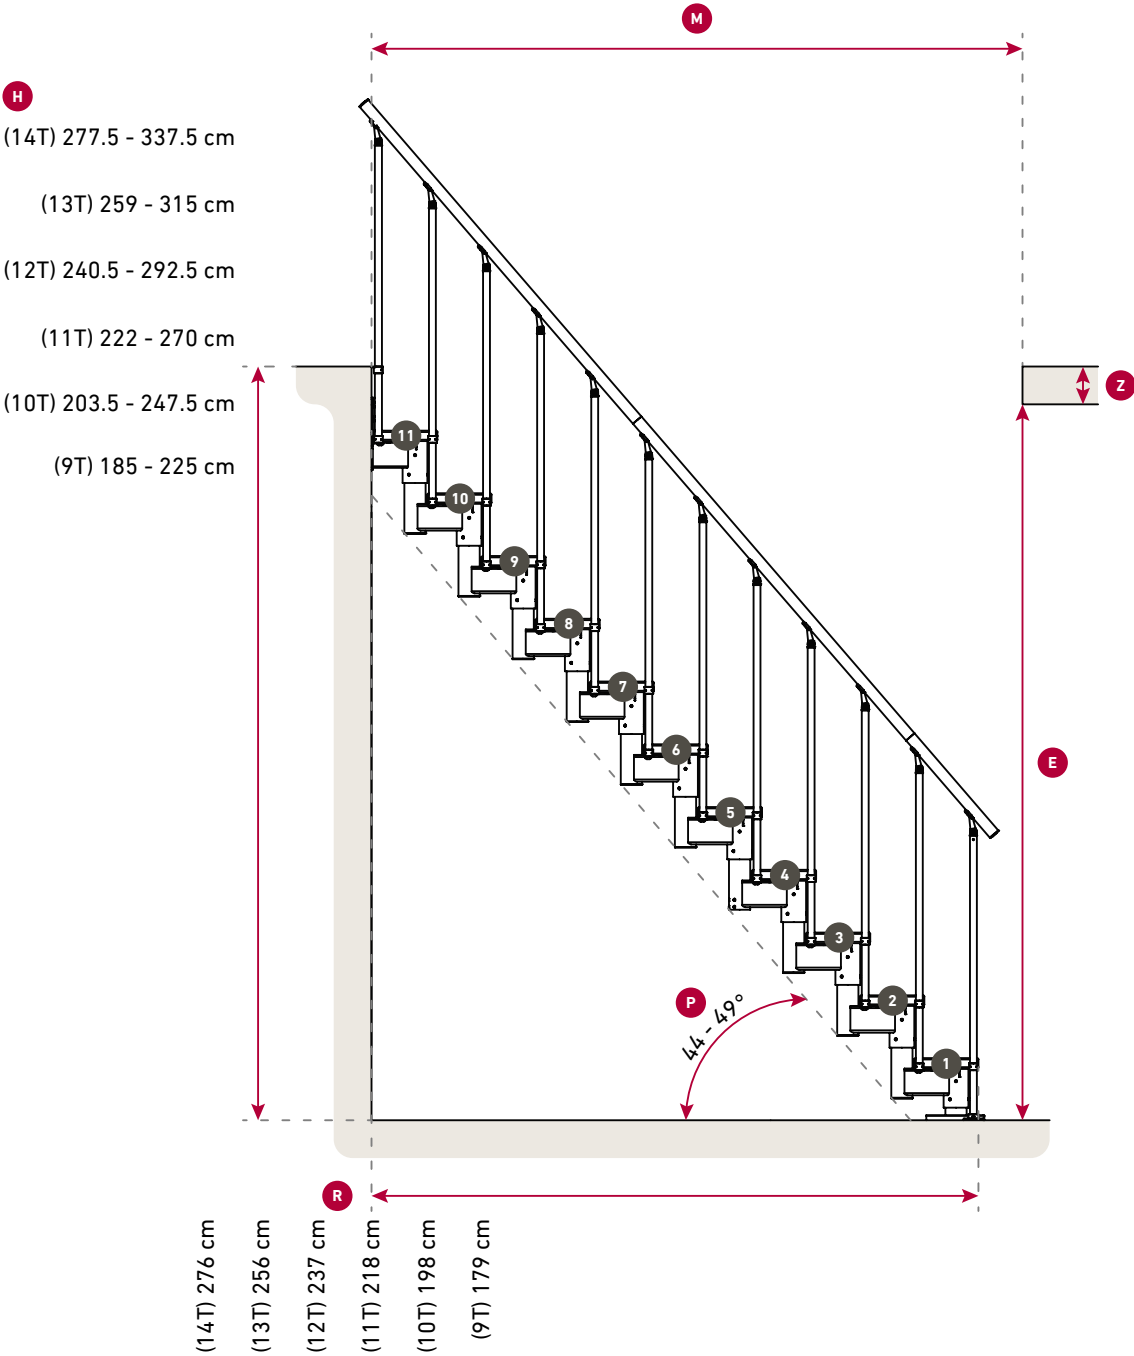 M
H
(14T) 277.5 - 337.5 cm
(13T) 259 - 315 cm
(12T) 240.5 - 292.5 cm
(11T) 222 - 270 cm
(10T) 203.5 - 247.5 cm
(9T) 185 - 225 cm
Z
11
10
9
8
7
6
5
4
3
2
1
E
P
44 - 49°
R
(14T) 276 cm
(13T) 256 cm
(12T) 237 cm
(11T) 218 cm
(10T) 198 cm
(9T) 179 cm